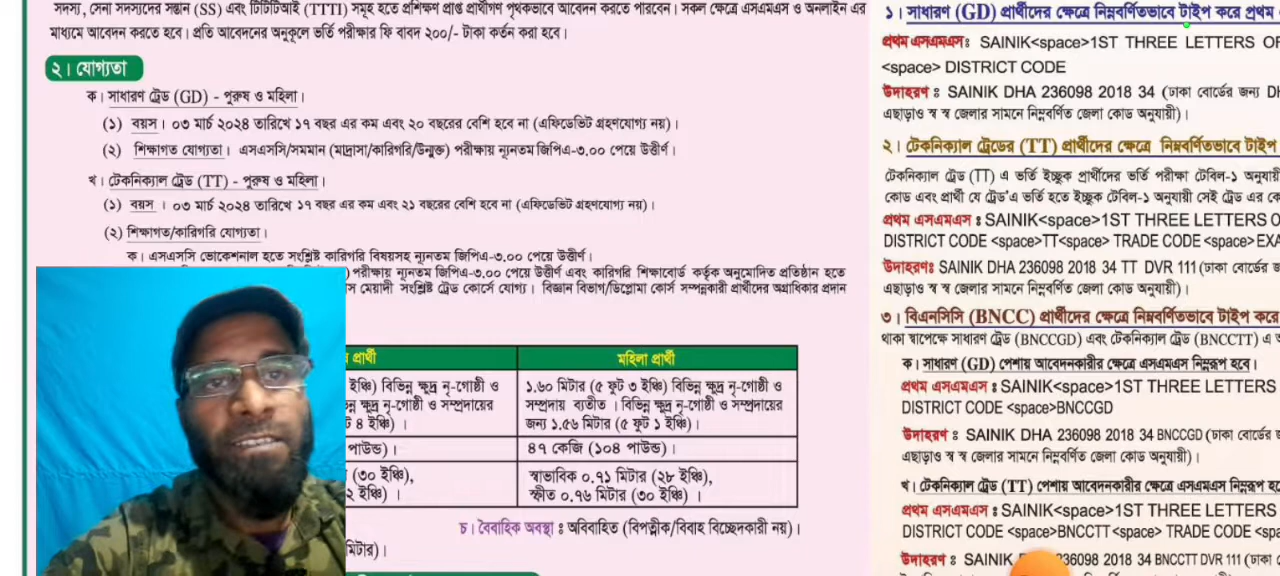 সদস্য, সেনা সদস্যদের সন্তান (SS) এবং টিটিটিআই (TTTI) সমূহ হতে প্রশিক্ষণ প্রাপ্ত প্রার্থীগণ পৃথকভাবে আবেদন করতে পারবেন। সকল ক্ষেত্রে এসএমএস ও অনলাইন এর
মাধ্যমে আবেদন করতে হবে। প্রতি আবেদনের অনুকূলে ভর্তি পরীক্ষার ফি বাবদ ২০০/- টাকা কর্তন করা হবে।
২। যোগ্যতা
ক। সাধারণ ট্রেড (GD) - পুরুষ ও মহিলা।
(১) বয়স। ০৩ মার্চ ২০২৪ তারিখে ১৭ বছর এর কম এবং ২০ বছরের বেশি হবে না (এফিডেভিট গ্রহণযোগ্য নয়)।
(২) শিক্ষাগত যোগ্যতা। এসএসসি/সমমান (মাদ্রাসা/কারিগরি/উন্মুক্ত) পরীক্ষায় ন্যূনতম জিপিএ-৩.০০ পেয়ে উত্তীর্ণ।
খ। টেকনিক্যাল ট্রেড (TT) - পুরুষ ও মহিলা।
(১) বয়স । ০৩ মার্চ ২০২৪ তারিখে ১৭ বছর এর কম এবং ২১ বছরের বেশি হবে না (এফিডেভিট গ্রহণযোগ্য নয়)।
(২) শিক্ষাগত/কারিগরি যোগ্যতা।
ক। এসএসসি ভোকেশনাল হতে সংশ্লিষ্ট কারিগরি বিষয়সহ ন্যূনতম জিপিএ-৩.০০ পেয়ে উত্তীর্ণ।
) পরীক্ষায় ন্যূনতম জিপিএ-৩.০০ পেয়ে উত্তীর্ণ এবং কারিগরি শিক্ষাবোর্ড কর্তৃক অনুমোদিত প্রতিষ্ঠান হতে
স মেয়াদী সংশ্লিষ্ট ট্রেড কোর্সে যোগ্য। বিজ্ঞান বিভাগ/ডিপ্লোমা কোর্স সম্পন্নকারী প্রার্থীদের অগ্রাধিকার প্রদান
প্রার্থী মহিলা প্রার্থী
ইঞ্চি) বিভিন্ন ক্ষুদ্র নৃ-গোষ্ঠী ও ১.৬০ মিটার (৫ ফুট ৩ ইঞ্চি) বিভিন্ন ক্ষুদ্র নৃ-গোষ্ঠী ও
ক্ষুদ্র নৃ-গোষ্ঠী ও সম্প্রদায়ের সম্প্রদায় ব্যতীত । বিভিন্ন ক্ষুদ্র নৃ-গোষ্ঠী ও সম্প্রদায়ের
৪ ইঞ্চি) । জন্য ১.৫৬ মিটার (৫ ফুট ১ ইঞ্চি)।
পাউন্ড)। ৪৭ কেজি (১০৪ পাউন্ড)।
(৩০ ইঞ্চি), স্বাভাবিক ০.৭১ মিটার (২৮ ইঞ্চি),
২ ইঞ্চি) । স্ফীত ০.৭৬ মিটার (৩০ ইঞ্চি) ।
চ। বৈবাহিক অবস্থা ঃ অবিবাহিত (বিপত্নীক/বিবাহ বিচ্ছেদকারী নয়)।
মিটার)।
১। সাধারণ (GD) প্রার্থীদের ক্ষেত্রে নিম্নবর্ণিতভাবে টাইপ করে প্রথম
প্রথম এসএমএসঃ SAINIK<space>1ST THREE LETTERS OF
<space> DISTRICT CODE
উদাহরণ ঃ SAINIK DHA 236098 2018 34 (ঢাকা বোর্ডের জন্য DH
এছাড়াও স্ব স্ব জেলার সামনে নিম্নবর্ণিত জেলা কোড অনুযায়ী)।
২। টেকনিক্যাল ট্রেডের (TT) প্রার্থীদের ক্ষেত্রে নিম্নবর্ণিতভাবে টাইপ
টেকনিক্যাল ট্রেড (TT) এ ভর্তি ইচ্ছুক প্রার্থীদের ভর্তি পরীক্ষা টেবিল-১ অনুযায়ী
কোড এবং প্রার্থী যে ট্রেড'এ ভর্তি হতে ইচ্ছুক টেবিল-১ অনুযায়ী সেই ট্রেড এর কো
প্রথম এসএমএস ঃ SAINIK<space>1ST THREE LETTERS O
DISTRICT CODE <space>TT<space> TRADE CODE <space>EXA
উদাহরণঃ SAINIK DHA 236098 2018 34 TT DVR 111 (ঢাকা বোর্ডের জ
এছাড়াও স্ব স্ব জেলার সামনে নিম্নবর্ণিত জেলা কোড অনুযায়ী)।
৩। বিএনসিসি (BNCC) প্রার্থীদের ক্ষেত্রে নিম্নবর্ণিতভাবে টাইপ করে
থাকা স্বাপেক্ষে সাধারণ ট্রেড (BNCCGD) এবং টেকনিক্যাল ট্রেড (BNCCTT) এ অ
ক। সাধারণ (GD) পেশায় আবেদনকারীর ক্ষেত্রে এসএমএস নিম্নরূপ হবে।
প্রথম এসএমএস ঃ SAINIK<space>1ST THREE LETTERS
DISTRICT CODE <space>BNCCGD
উদাহরণ ঃ SAINIK DHA 236098 2018 34 BNCCGD (ঢাকা বোর্ডের
এছাড়াও স্ব স্ব জেলার সামনে নিম্নবর্ণিত জেলা কোড অনুযায়ী)।
খ। টেকনিক্যাল ট্রেড (TT) পেশায় আবেদনকারীর ক্ষেত্রে এসএমএস নিম্নরূপ হবে
প্রথম এসএমএস ঃ SAINIK<space>1ST THREE LETTERS
DISTRICT CODE <space>BNCCTT <space> TRADE CODE <spa
উদাহরণ ঃ SAINIK 36098 2018 34 BNCCTT DVR 111 (ঢাকা